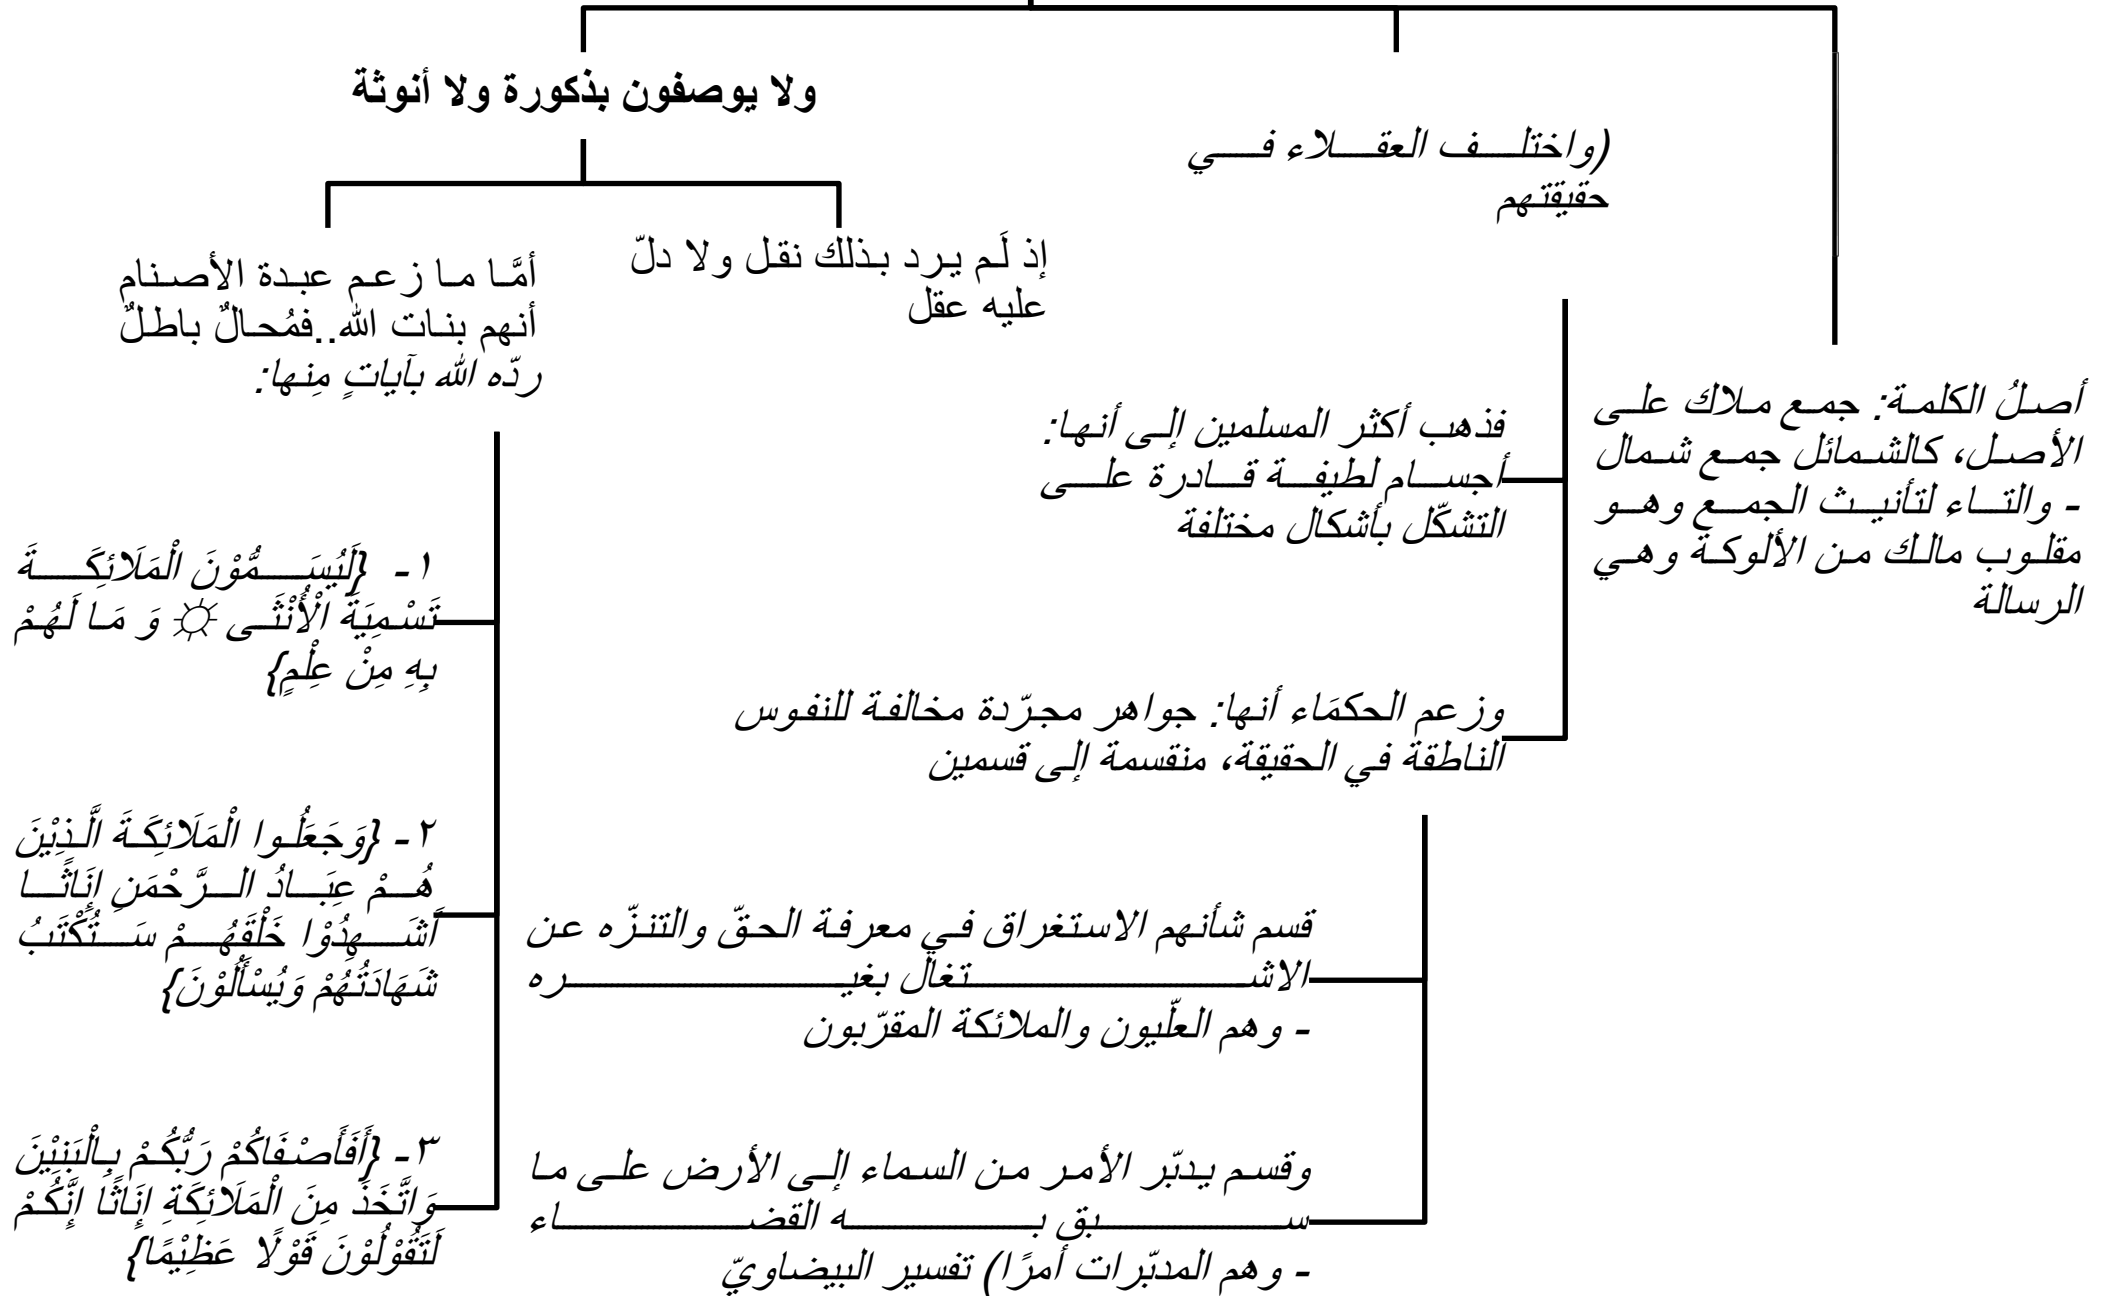 أصلُ الكلمة: جمع ملاك على
الأصل، كالشمائل جمع شمال
- والتاء لتأنيث الجمع وهو
مقلوب مالك من الألوكة وهي
الرسالة
(واختلف العقلاء في
حقيقتهم
فذهب أكثر المسلمين إلى أنها:
أجسام لطيفة قادرة على
التشكّل بأشكال مختلفة
وزعم الحكمَاء أنها: جواهر مجرّدة مخالفة للنفوس
الناطقة في الحقيقة، منقسمة إلى قسمين
قسم شأنهم الاستغراق في معرفة الحقّ والتنزّه عن
الاشتغال بغيره
- وهم العلّيون والملائكة المقرّبون
وقسم يدبّر الأمر من السماء إلى الأرض على ما
سبق به القضاء
- وهم المدبّرات أمرًا) تفسير البيضاويّ
ولا يوصفون بذكورة ولا أنوثة
إذ لَم يرد بذلك نقل ولا دلّ
عليه عقل
أمَّا ما زعم عبدة الأصنام
أنهم بنات الله..فمُحالٌ باطلٌ
ردّه الله بآياتٍ مِنها:
١- {لَيُسَمُّوْنَ الْمَلَائِكَةَ
تَسْمِيَةَ الْأُنْثَى ☼ وَ مَا لَهُمْ
بِهِ مِنْ عِلْمٍ}
٢- {وَجَعَلُوا الْمَلَائِكَةَ الَّذِيْنَ
هُمْ عِبَادُ الرَّحْمَنِ إِنَاثًا
أَشَهِدُوْا خَلْقَهُمْ سَتُكْتَبُ
شَهَادَتُهُمْ وَيُسْأَلُوْنَ}
٣- {أَفَأَصْفَاكُمْ رَبُّكُمْ بِالْبَنِيْنَ
وَاتَّخَذَ مِنَ الْمَلَائِكَةِ إِنَاثًا إِنَّكُمْ
لَتَقُوْلُوْنَ قَوْلًا عَظِيْمًا}